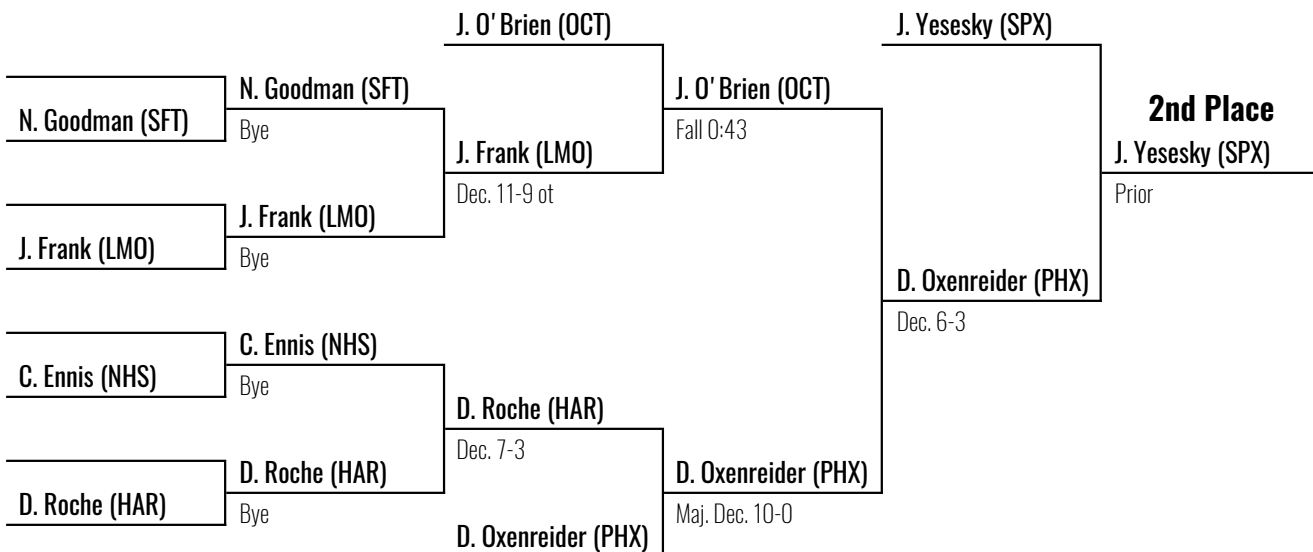 J. O'Brien (OCT)
J. Yesesky (SPX)
N. Goodman (SFT)
J. O'Brien (OCT)
2nd Place
N. Goodman (SFT)
Bye
Fall 0:43
J. Frank (LMO)
J. Yesesky (SPX)
Dec. 11-9 ot
Prior
J. Frank (LMO)
J. Frank (LMO)
Bye
D. Oxenreider (PHX)
Dec. 6-3
C. Ennis (NHS)
C. Ennis (NHS)
Bye
D. Roche (HAR)
Dec. 7-3
D. Roche (HAR)
D. Oxenreider (PHX)
D. Roche (HAR)
Bye
Maj. Dec. 10-0
D. Oxenreider (PHX)